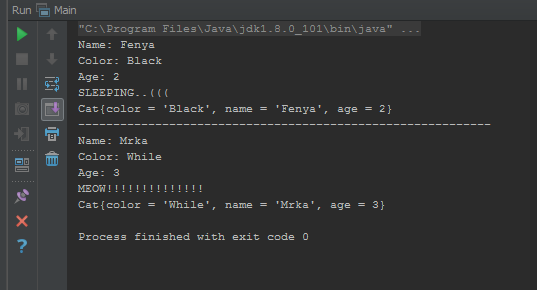 Run Main
"C:\Program Files\Java\jdk1.8.0_101\bin\java" ...
Name: Fenya
Color: Black
Age: 2
SLEEPING..(((
Cat{color = 'Black', name = 'Fenya', age = 2}
-----------------------------------------------------------
Name: Mrka
Color: While
Age: 3
MEOW!!!!!!!!!!!!!!
Cat{color = 'While', name = 'Mrka', age = 3}
Process finished with exit code 0